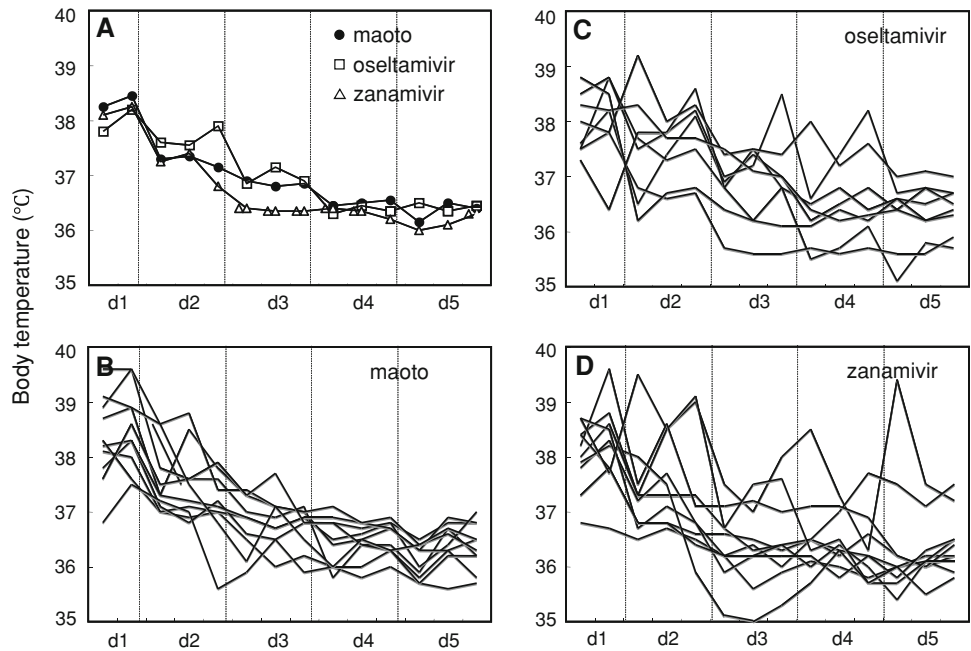 Body temperature (°C)
A
maoto
oseltamivir
zanamivir
40
39
38
37
36
35
d1 d2 d3 d4 d5
C
oseltamivir
40
39
38
37
36
35
d1 d2 d3 d4 d5
B
maoto
40
39
38
37
36
35
d1 d2 d3 d4 d5
D
zanamivir
40
39
38
37
36
35
d1 d2 d3 d4 d5